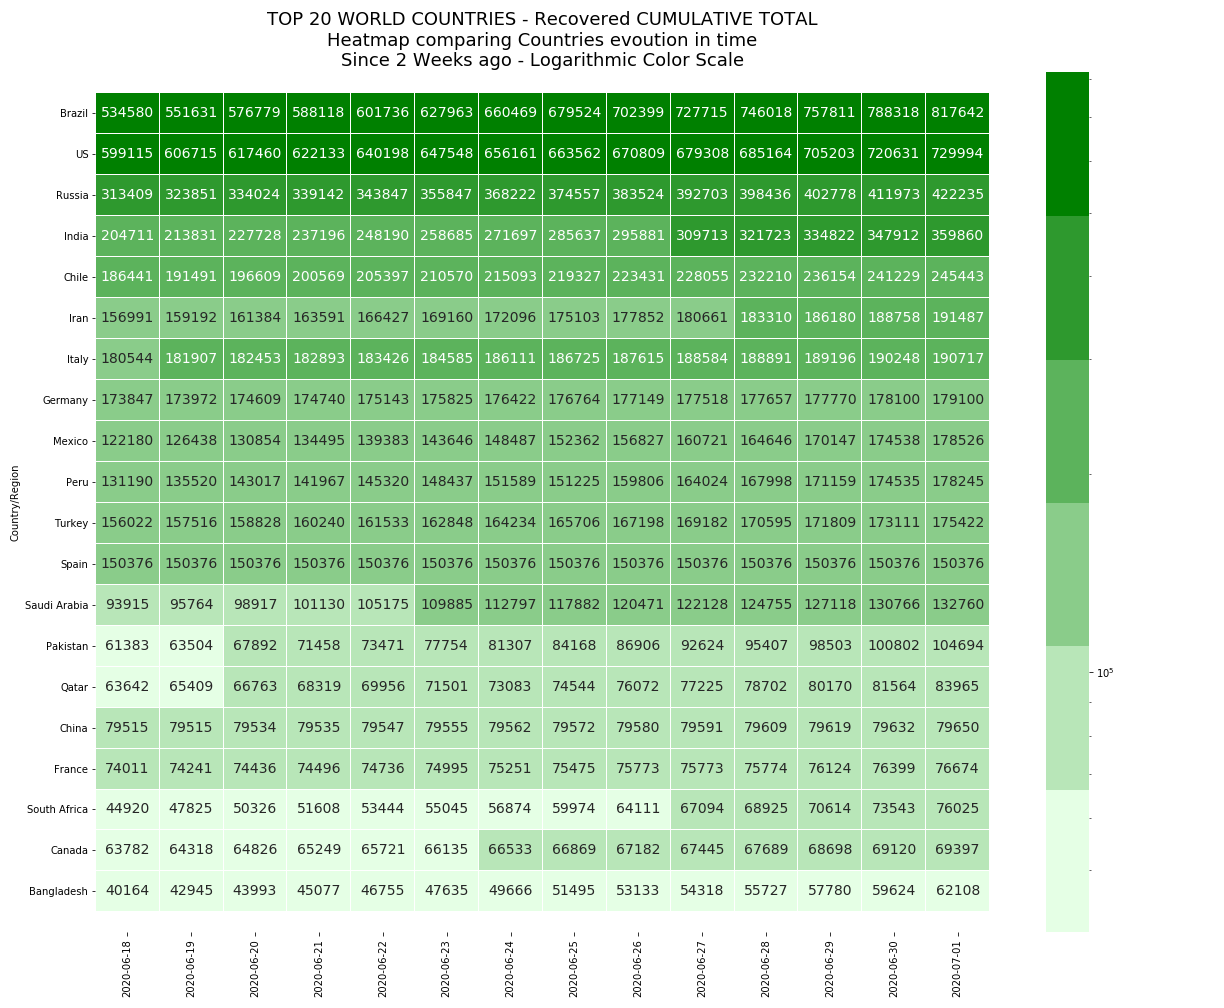 TOP 20 WORLD COUNTRIES - Recovered CUMULATIVE TOTAL
Heatmap comparing Countries evoution in time
Since 2 Weeks ago - Logarithmic Color Scale
Country/Region
Brazil 534580 551631 576779 588118 601736 627963 660469 679524 702399 727715 746018 757811 788318 817642
US 599115 606715 617460 622133 640198 647548 656161 663562 670809 679308 685164 705203 720631 729994
Russia 313409 323851 334024 339142 343847 355847 368222 374557 383524 392703 398436 402778 411973 422235
India 204711 213831 227728 237196 248190 258685 271697 285637 295881 309713 321723 334822 347912 359860
Chile 186441 191491 196609 200569 205397 210570 215093 219327 223431 228055 232210 236154 241229 245443
Iran 156991 159192 161384 163591 166427 169160 172096 175103 177852 180661 183310 186180 188758 191487
Italy 180544 181907 182453 182893 183426 184585 186111 186725 187615 188584 188891 189196 190248 190717
Germany 173847 173972 174609 174740 175143 175825 176422 176764 177149 177518 177657 177770 178100 179100
Mexico 122180 126438 130854 134495 139383 143646 148487 152362 156827 160721 164646 170147 174538 178526
Peru 131190 135520 143017 141967 145320 148437 151589 151225 159806 164024 167998 171159 174535 178245
Turkey 156022 157516 158828 160240 161533 162848 164234 165706 167198 169182 170595 171809 173111 175422
Spain 150376 150376 150376 150376 150376 150376 150376 150376 150376 150376 150376 150376 150376 150376
Saudi Arabia 93915 95764 98917 101130 105175 109885 112797 117882 120471 122128 124755 127118 130766 132760
Pakistan 61383 63504 67892 71458 73471 77754 81307 84168 86906 92624 95407 98503 100802 104694
Qatar 63642 65409 66763 68319 69956 71501 73083 74544 76072 77225 78702 80170 81564 83965
China 79515 79515 79534 79535 79547 79555 79562 79572 79580 79591 79609 79619 79632 79650
France 74011 74241 74436 74496 74736 74995 75251 75475 75773 75773 75774 76124 76399 76674
South Africa 44920 47825 50326 51608 53444 55045 56874 59974 64111 67094 68925 70614 73543 76025
Canada 63782 64318 64826 65249 65721 66135 66533 66869 67182 67445 67689 68698 69120 69397
Bangladesh 40164 42945 43993 45077 46755 47635 49666 51495 53133 54318 55727 57780 59624 62108
2020-06-18 2020-06-19 2020-06-20 2020-06-21 2020-06-22 2020-06-23 2020-06-24 2020-06-25 2020-06-26 2020-06-27 2020-06-28 2020-06-29 2020-06-30 2020-07-01
10⁵